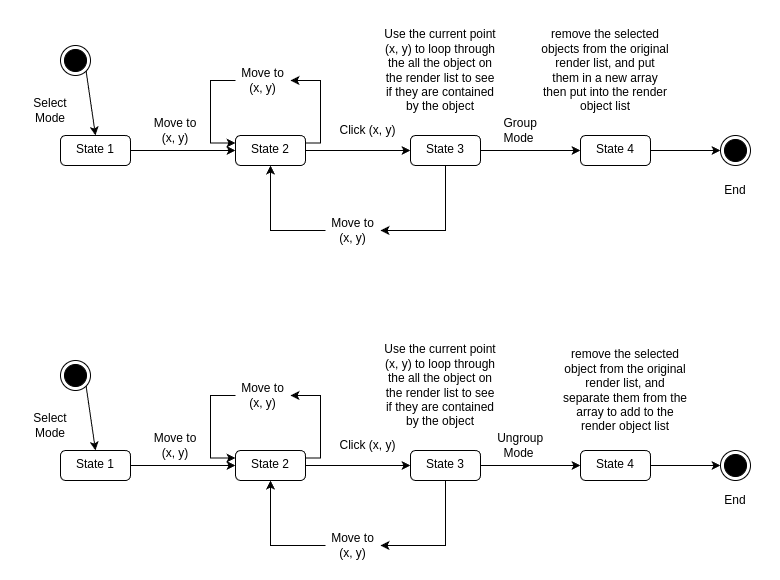 Use the current point
(x, y) to loop through
the all the object on
the render list to see
if they are contained
by the object
remove the selected
objects from the original
render list, and put
them in a new array
then put into the render
object list
Select
Mode
Move to
(x, y)
Move to
(x, y)
Click (x, y)
Group
Mode
State 1
State 2
State 3
State 4
End
Move to
(x, y)
Use the current point
(x, y) to loop through
the all the object on
the render list to see
if they are contained
by the object
remove the selected
object from the original
render list, and
separate them from the
array to add to the
render object list
Select
Mode
Move to
(x, y)
Move to
(x, y)
Click (x, y)
Ungroup
Mode
State 1
State 2
State 3
State 4
End
Move to
(x, y)